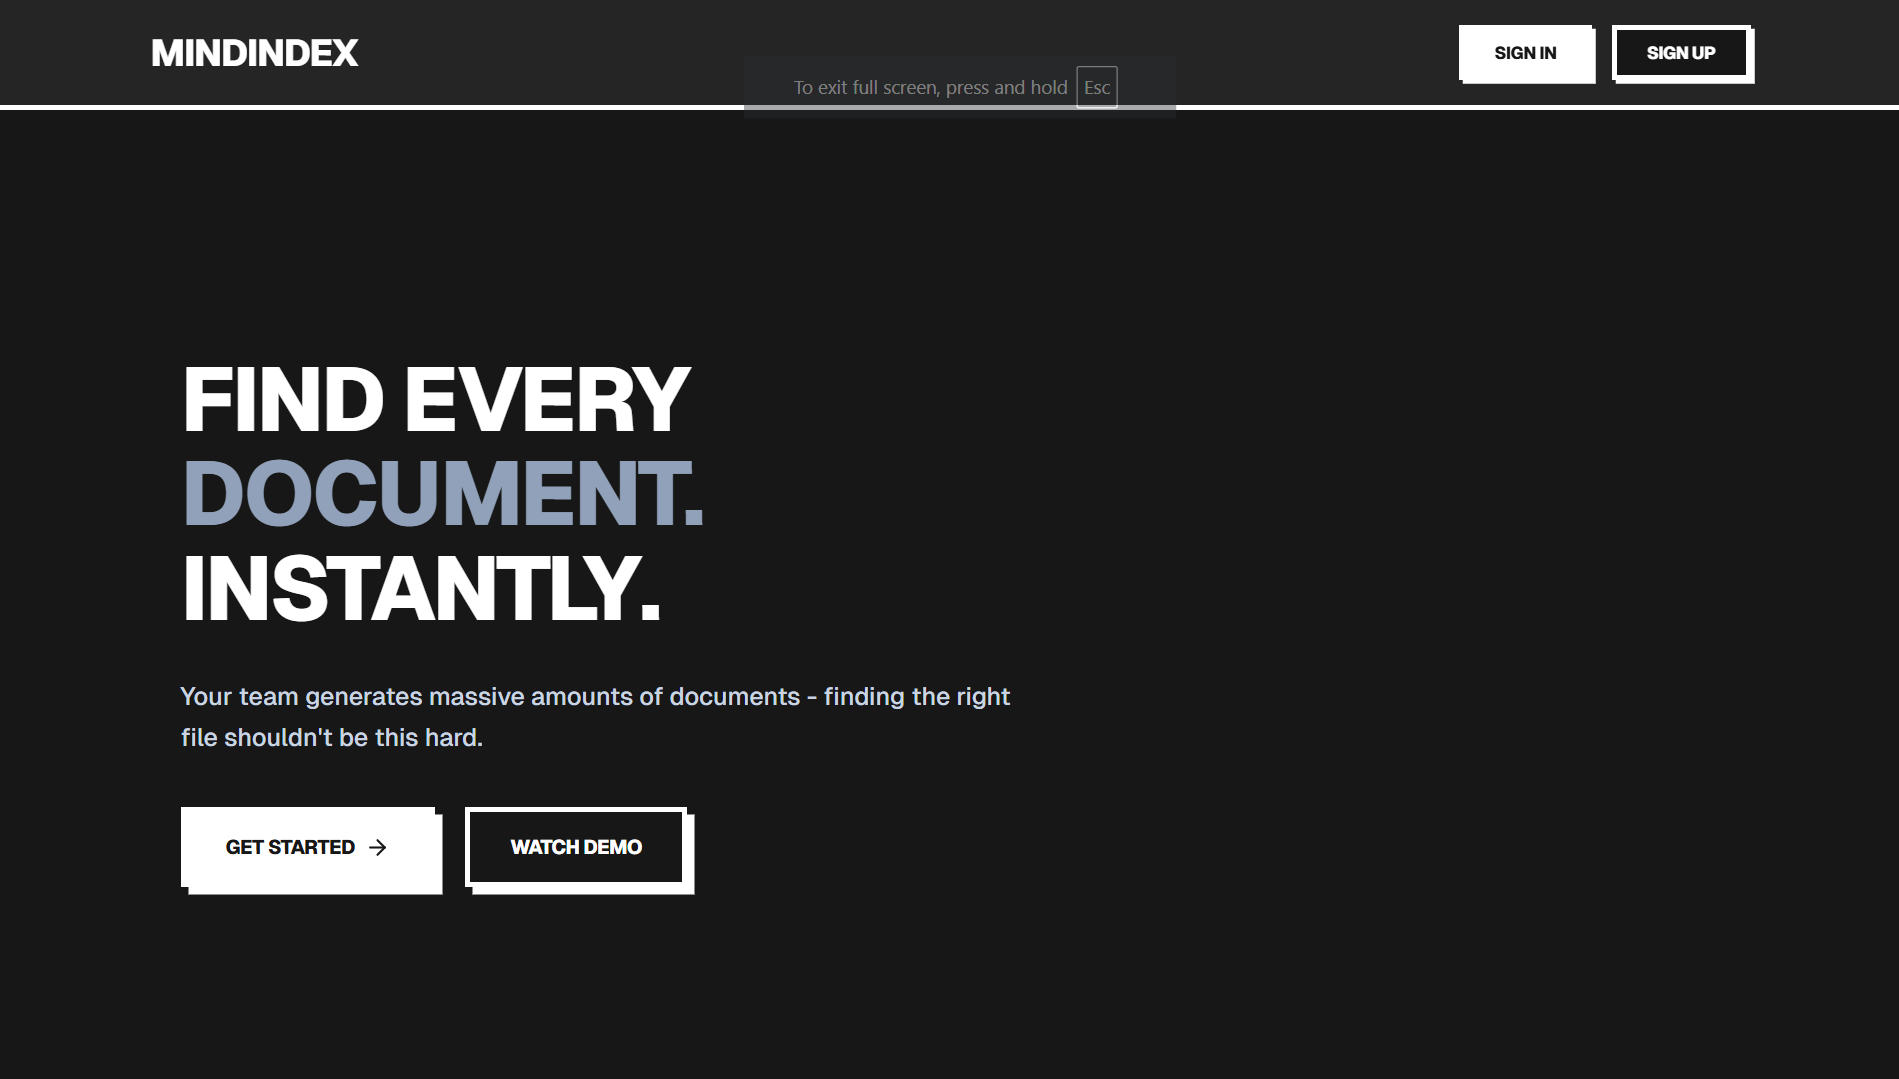 MINDINDEX
SIGN IN
SIGN UP
To exit full screen, press and hold Esc
FIND EVERY
DOCUMENT.
INSTANTLY.
Your team generates massive amounts of documents - finding the right
file shouldn't be this hard.
GET STARTED →
WATCH DEMO